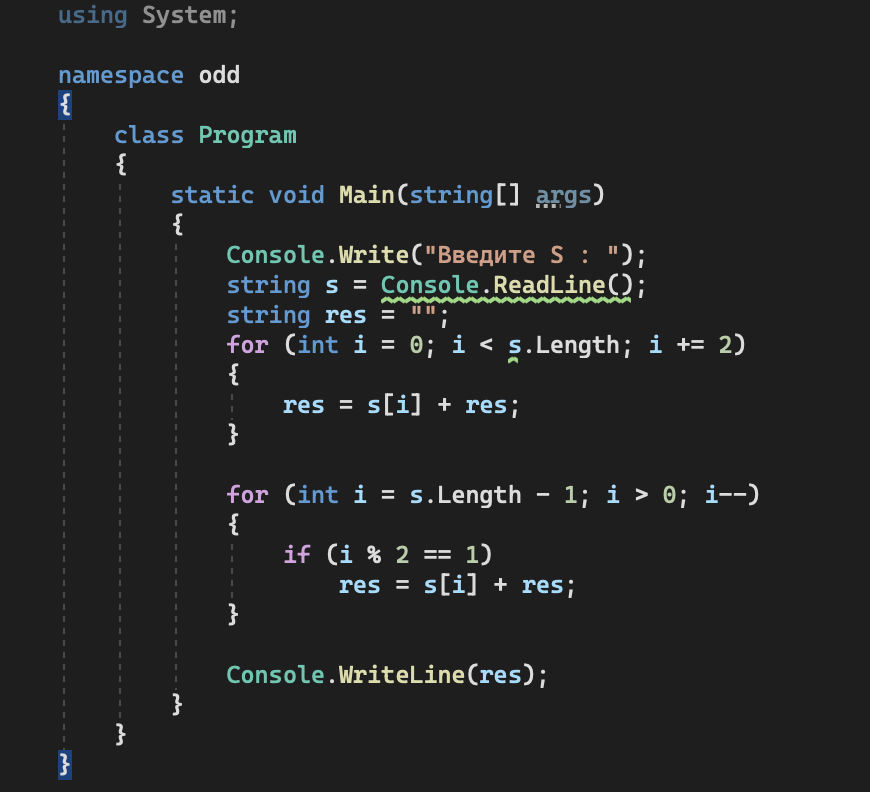 using System;
namespace odd
{
class Program
{
static void Main(string[] args)
{
Console.Write("Введите S : ");
string s = Console.ReadLine();
string res = "";
for (int i = 0; i < s.Length; i += 2)
{
res = s[i] + res;
}
for (int i = s.Length - 1; i > 0; i--)
{
if (i % 2 == 1)
res = s[i] + res;
}
Console.WriteLine(res);
}
}
}